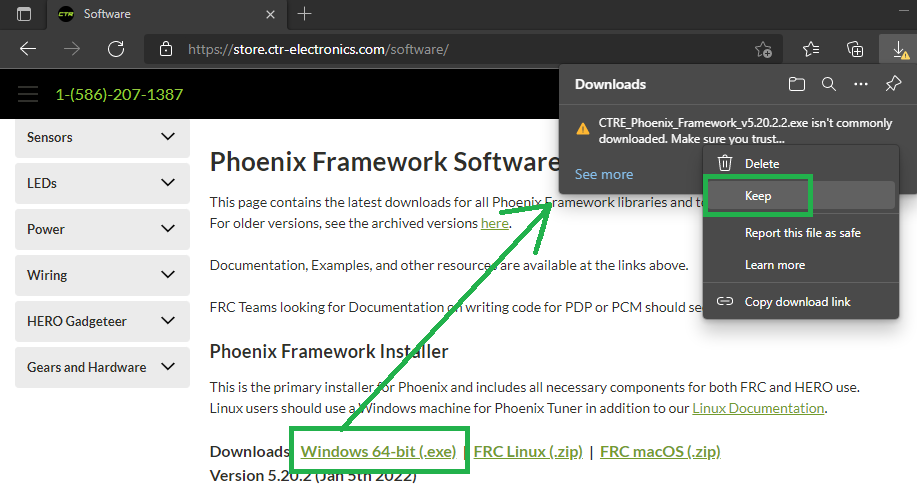 CTR
Software
https://store.ctr-electronics.com/software/
1-(586)-207-1387
Downloads
CTRE_Phoenix_Framework_v5.20.2.2.exe isn't commonly
downloaded. Make sure you trust...
See more
Delete
Keep
Report this file as safe
Learn more
Copy download link
Sensors
LEDs
Power
Wiring
HERO Gadgeteer
Gears and Hardware
Phoenix Framework Software
This page contains the latest downloads for all Phoenix Framework libraries and to
For older versions, see the archived versions here.
Documentation, Examples, and other resources are available at the links above.
FRC Teams looking for Documentation on writing code for PDP or PCM should se
Phoenix Framework Installer
This is the primary installer for Phoenix and includes all necessary components for both FRC and HERO use.
Linux users should use a Windows machine for Phoenix Tuner in addition to our Linux Documentation.
Downloads Windows 64-bit (.exe) | FRC Linux (.zip) | FRC macOS (.zip)
Version 5.20.2 (Jan 5th 2022)